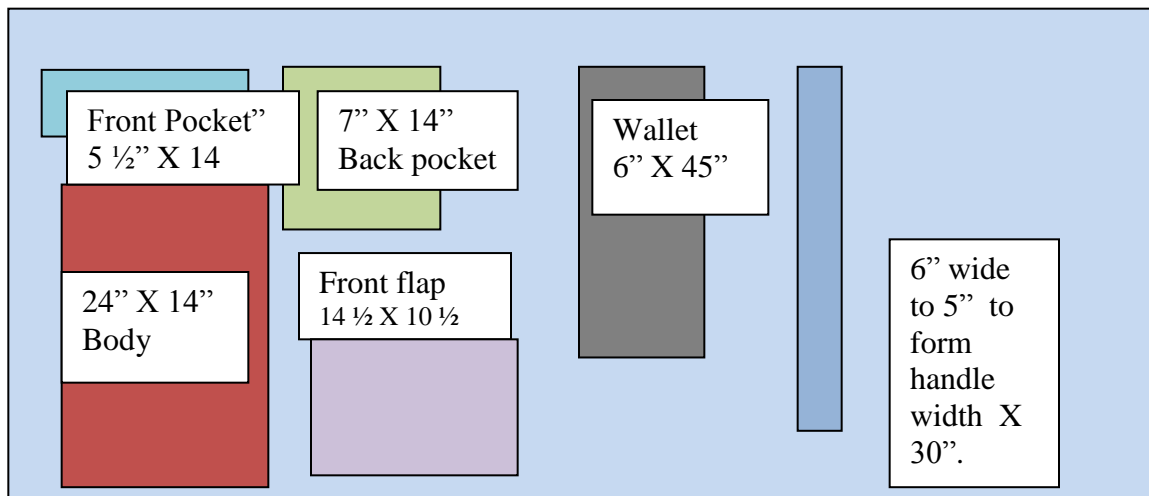 Front Pocket”
5 ½” X 14
7” X 14”
Back pocket
Wallet
6” X 45”
24” X 14”
Body
Front flap
14 ½ X 10 ½
6” wide
to 5”  to
form
handle
width  X
30”.